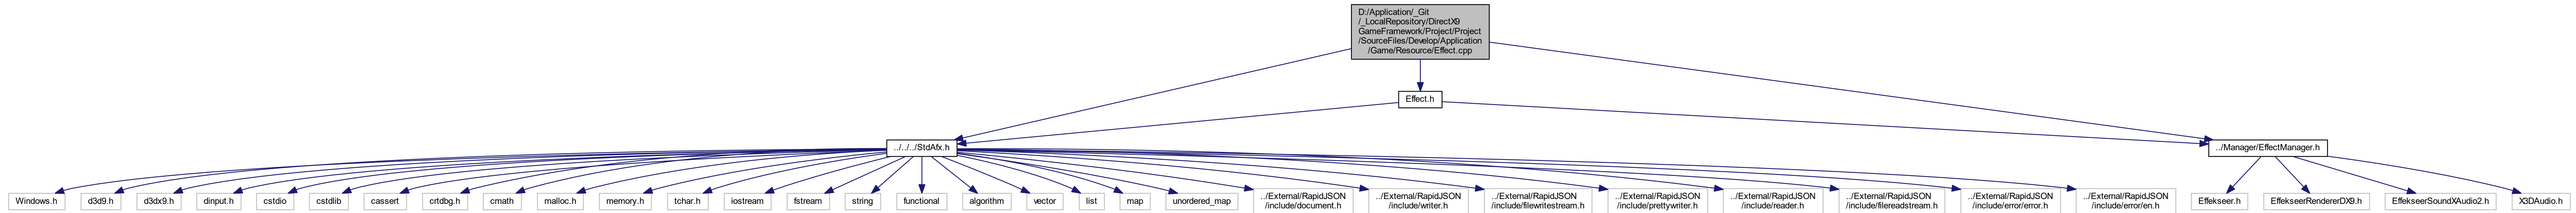 D:/Application/_Git
/_LocalRepository/DirectX9
GameFramework/Project/Project
/SourceFiles/Develop/Application
/Game/Resource/Effect.cpp
Effect.h
../../../StdAfx.h
../Manager/EffectManager.h
Windows.h
d3d9.h
d3dx9.h
dinput.h
cstdio
cstdlib
cassert
crtdbg.h
cmath
malloc.h
memory.h
tchar.h
iostream
fstream
string
functional
algorithm
vector
list
map
unordered_map
../External/RapidJSON
/include/document.h
../External/RapidJSON
/include/writer.h
../External/RapidJSON
/include/filewritestream.h
../External/RapidJSON
/include/prettywriter.h
../External/RapidJSON
/include/reader.h
../External/RapidJSON
/include/filereadstream.h
../External/RapidJSON
/include/error/error.h
../External/RapidJSON
/include/error/en.h
Effekseer.h
EffekseerRendererDX9.h
EffekseerSoundXAudio2.h
X3DAudio.h